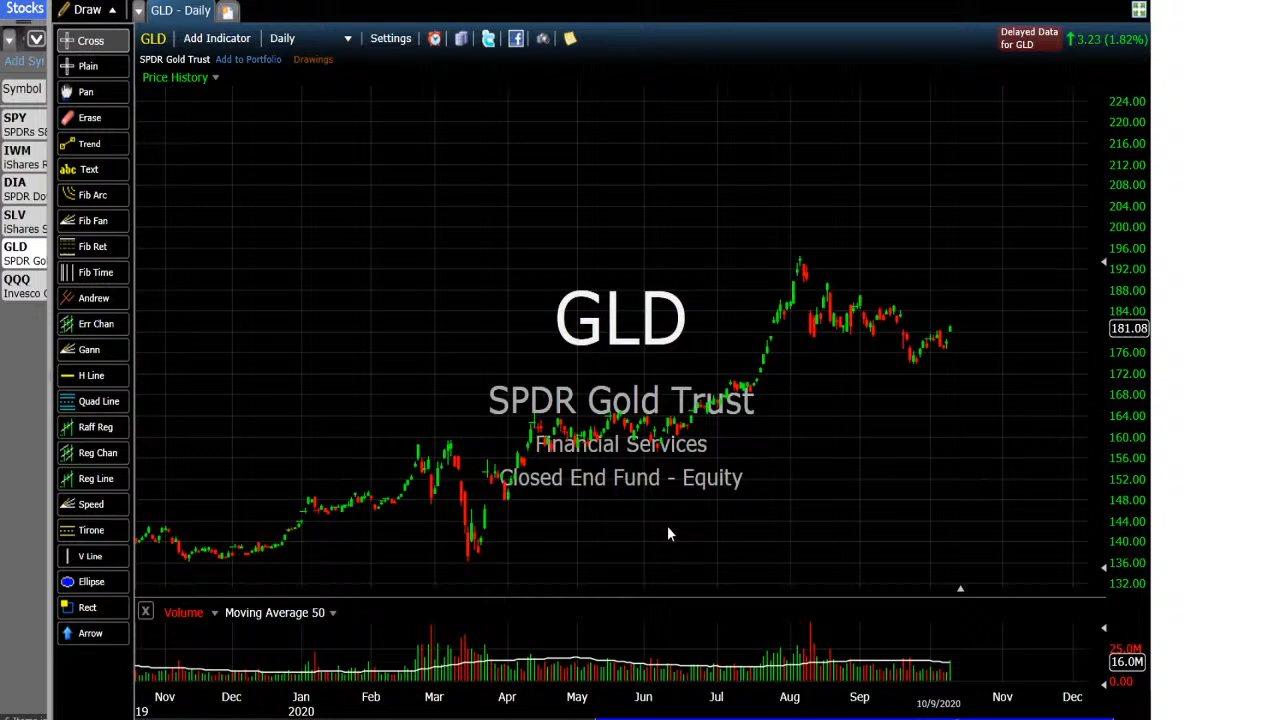 Stocks
Draw
GLD - Daily
GLD
Add Indicator
Daily
Settings
Delayed Data
for GLD
3.23 (1.82%)
SPDR Gold Trust
Add to Portfolio
Drawings
Price History
Add Sy
Symbol
SPY
SPDRs S&
IWM
iShares R
DIA
SPDR Do
SLV
iShares S
GLD
SPDR Go
QQQ
Invesco
Cross
Plain
Pan
Erase
Trend
abc Text
Fib Arc
Fib Fan
Fib Ret
Fib Time
Andrew
Err Chan
Gann
H Line
Quad Line
Raff Reg
Reg Chan
Reg Line
Speed
Tirone
V Line
Ellipse
Rect
Arrow
GLD
SPDR Gold Trust
Financial Services
Closed End Fund - Equity
224.00
220.00
216.00
212.00
208.00
204.00
200.00
196.00
192.00
188.00
184.00
181.08
176.00
172.00
168.00
164.00
160.00
156.00
152.00
148.00
144.00
140.00
136.00
132.00
X
Volume
Moving Average 50
25.0M
16.0M
0.00
Nov
Dec
Jan
Feb
Mar
Apr
May
Jun
Jul
Aug
Sep
10/9/2020
Nov
Dec
19
2020